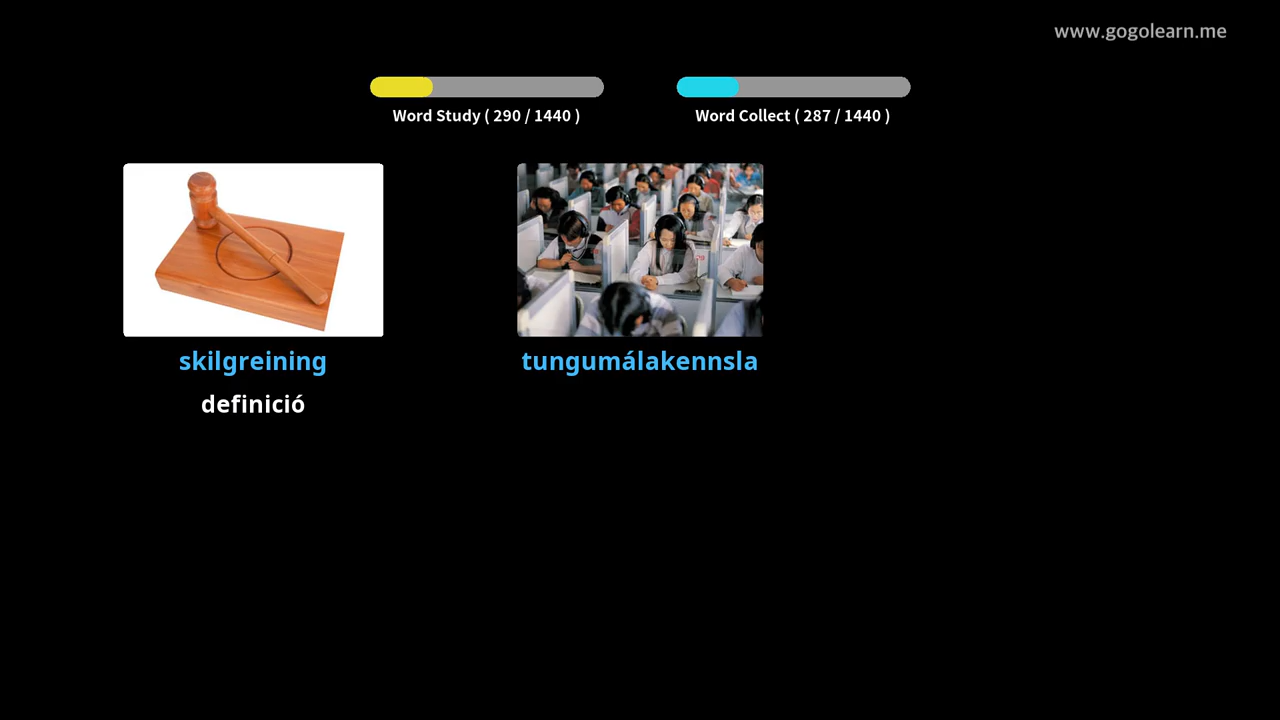 www.gogolearn.me
Word Study ( 290 / 1440 )
Word Collect ( 287 / 1440 )
skilgreining
tungumálakennsla
definició